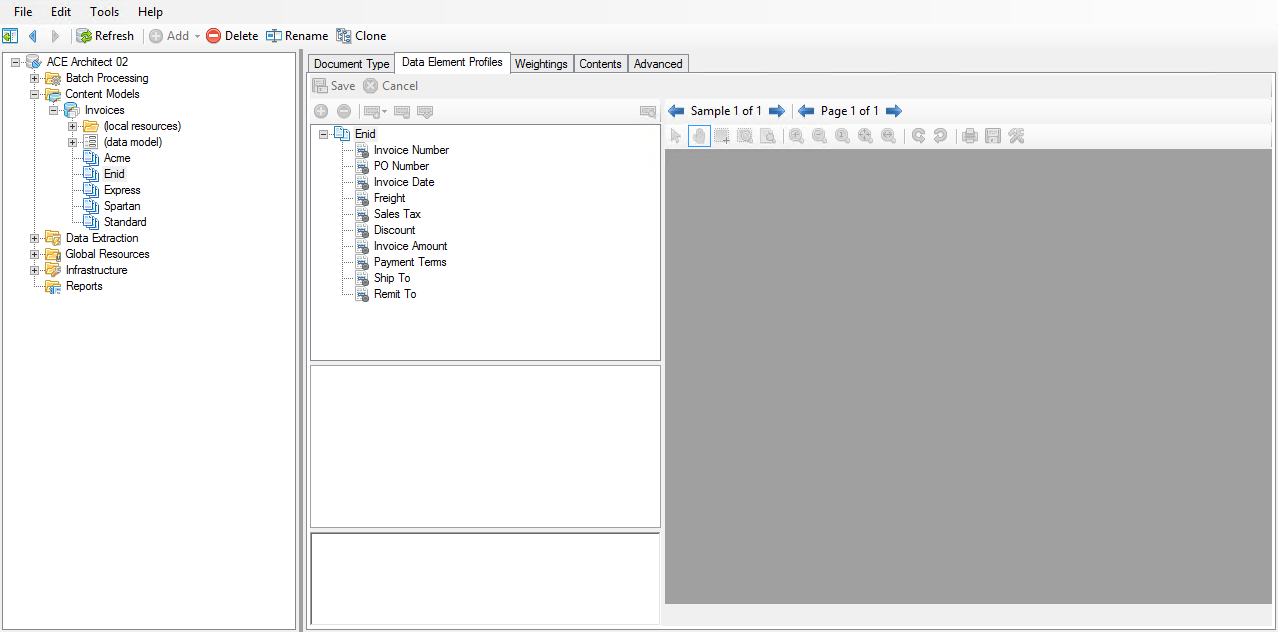 File Edit Tools Help
Refresh Add Delete Rename Clone
ACE Architect 02
Batch Processing
Content Models
Invoices
(local resources)
(data model)
Acme
Enid
Express
Spartan
Standard
Data Extraction
Global Resources
Infrastructure
Reports
Document Type Data Element Profiles Weightings Contents Advanced
Save Cancel
Enid
Invoice Number
PO Number
Invoice Date
Freight
Sales Tax
Discount
Invoice Amount
Payment Terms
Ship To
Remit To
Sample 1 of 1 Page 1 of 1